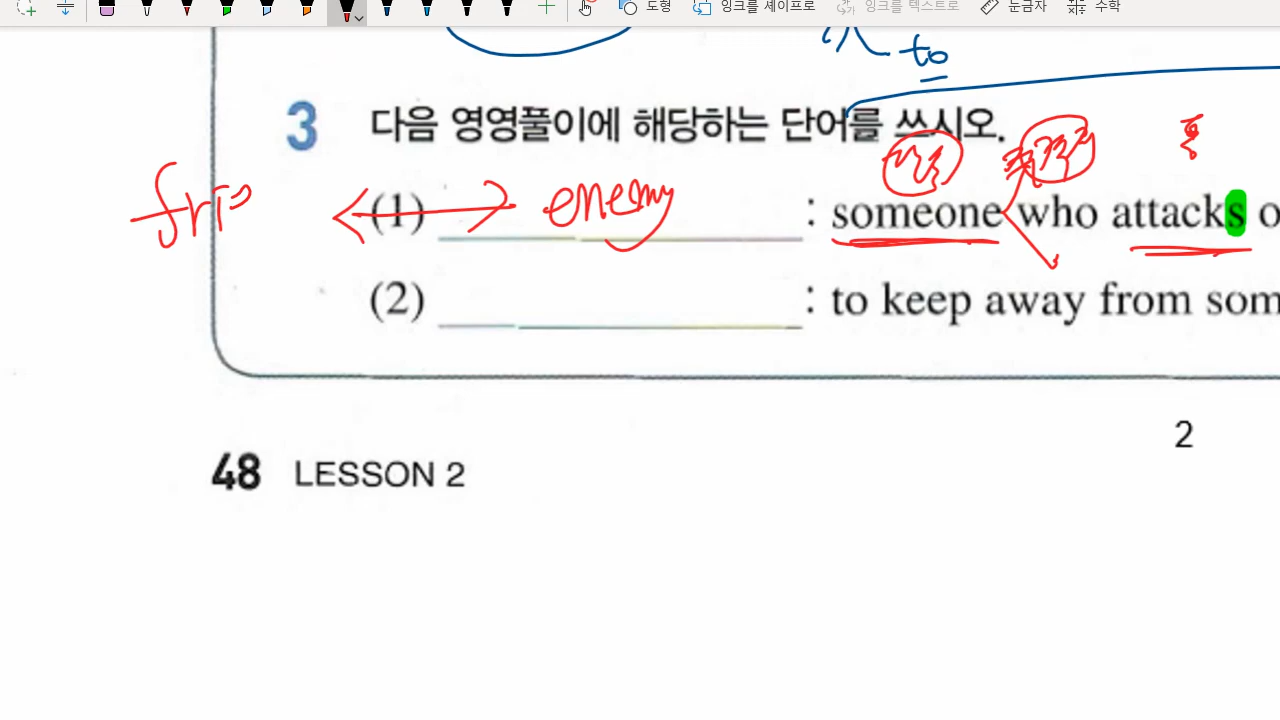 도형 잉크를 셰이프로 잉크를 텍스트로 눈금자 수학
to
3 다음 영영풀이에 해당하는 단어를 쓰시오.
(1) enemy : someone who attacks o
(2) : to keep away from som
2
48 LESSON 2